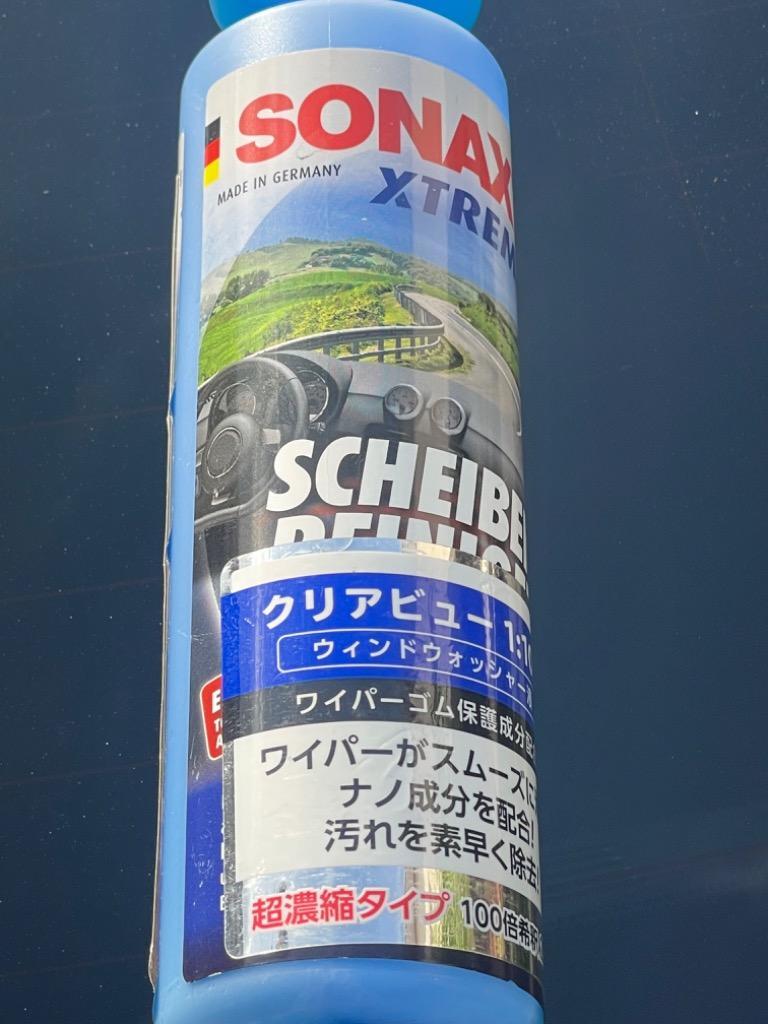 SONAX
MADE IN GERMANY
XTREM
SCHEIBE
クリアビュー 1:10
ウィンドウォッシャー
ワイパーゴム保護成分配
ワイパーがスムーズに
ナノ成分を配合!
汚れを素早く除去
超濃縮タイプ 100倍希釈